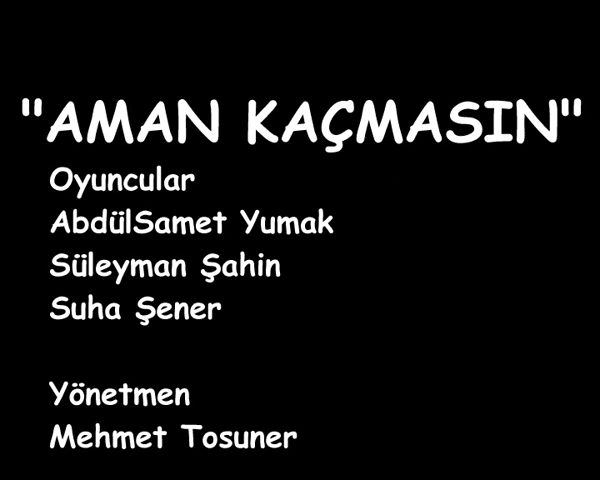 "AMAN KAÇMASIN"
Oyuncular
AbdülSamet Yumak
Süleyman Şahin
Suha Şener
Yönetmen
Mehmet Tosuner